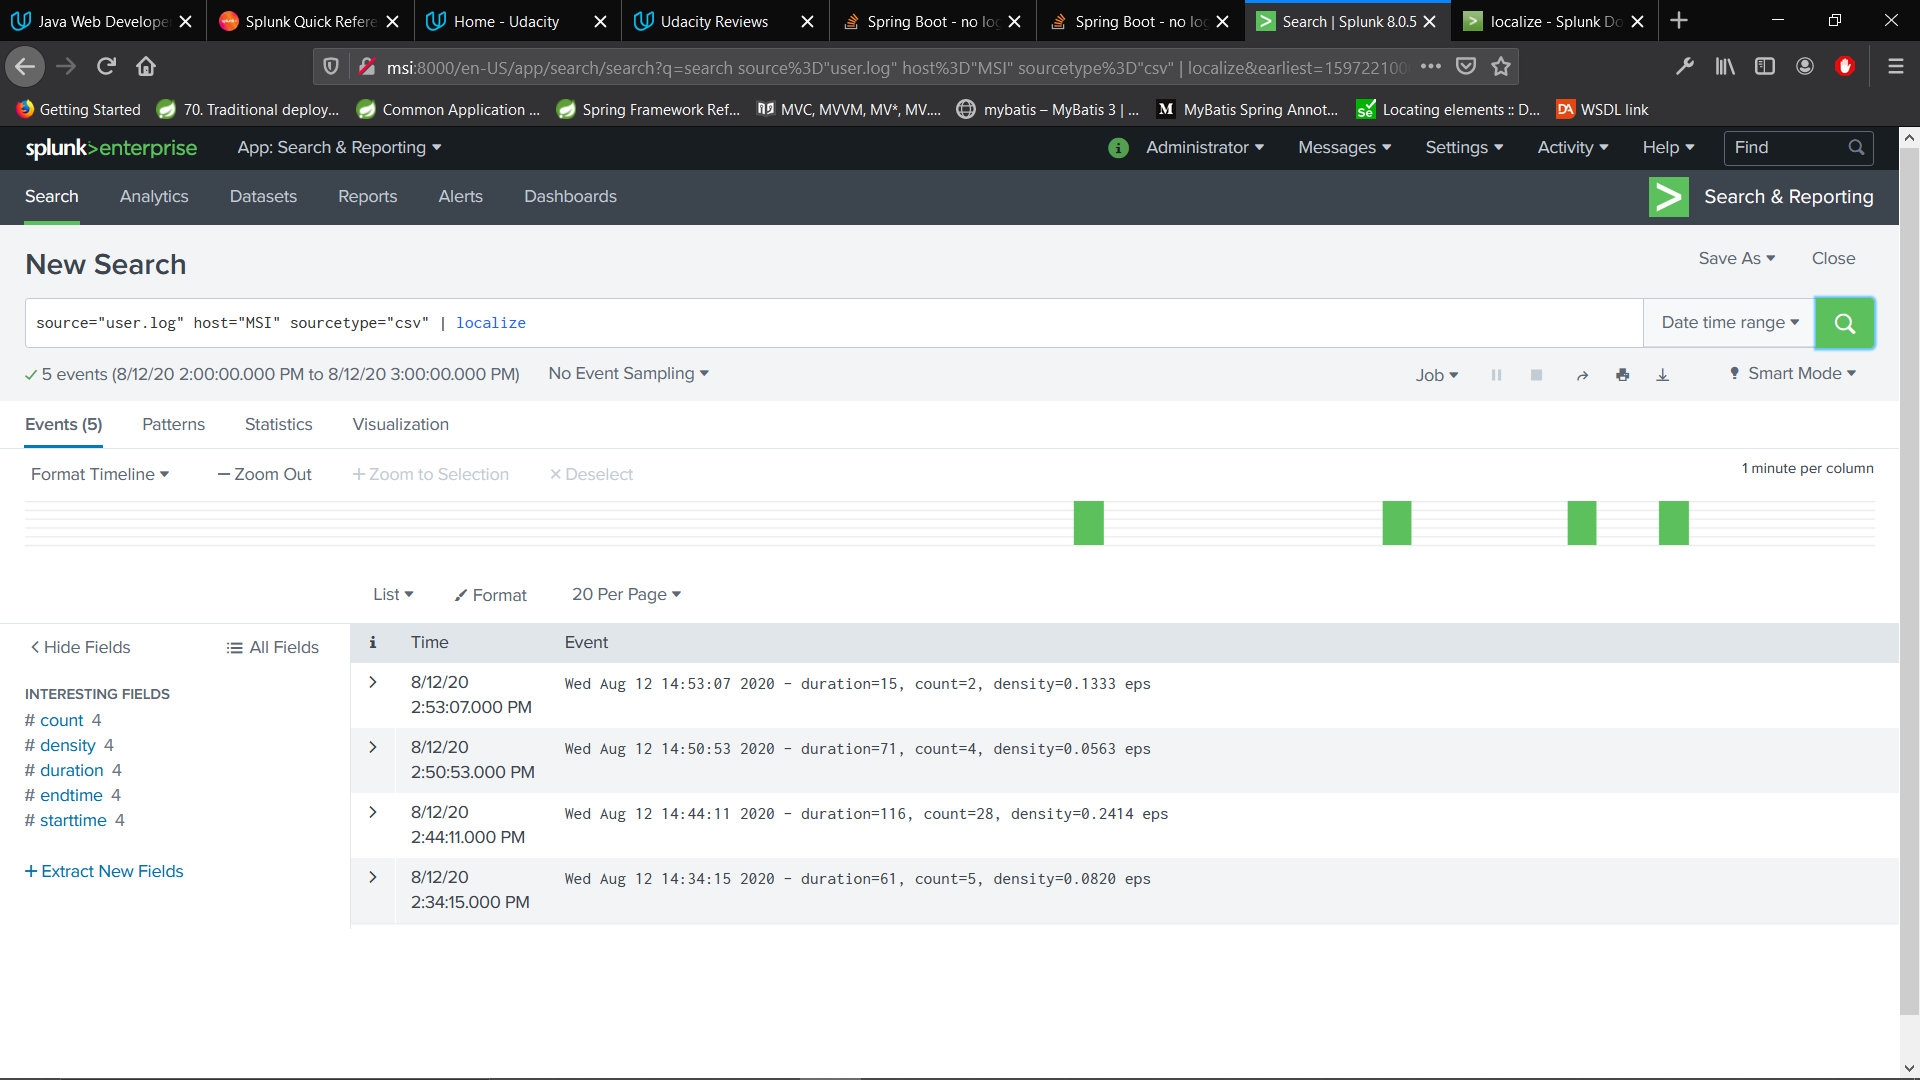 Java Web Develope
Splunk Quick Refere
Home - Udacity
Udacity Reviews
Spring Boot - no log
Spring Boot - no log
Search | Splunk 8.0.5
localize - Splunk Do
msi:8000/en-US/app/search/search?q=search source%3D"user.log" host%3D"MSI" sourcetype%3D"csv" | localize&earliest=159722100
Getting Started
70. Traditional deploy...
Common Application ...
Spring Framework Ref...
MVC, MVVM, MV*, MV....
mybatis – MyBatis 3 | ...
MyBatis Spring Annot...
Locating elements :: D...
WSDL link
splunk>enterprise
App: Search & Reporting
Administrator
Messages
Settings
Activity
Help
Find
Search
Analytics
Datasets
Reports
Alerts
Dashboards
Search & Reporting
New Search
Save As
Close
source="user.log" host="MSI" sourcetype="csv" | localize
Date time range
5 events (8/12/20 2:00:00.000 PM to 8/12/20 3:00:00.000 PM)
No Event Sampling
Job
Smart Mode
Events (5)
Patterns
Statistics
Visualization
Format Timeline
Zoom Out
Zoom to Selection
Deselect
1 minute per column
List
Format
20 Per Page
Hide Fields
All Fields
i
Time
Event
INTERESTING FIELDS
# count 4
# density 4
# duration 4
# endtime 4
# starttime 4
+ Extract New Fields
8/12/20
2:53:07.000 PM
Wed Aug 12 14:53:07 2020 - duration=15, count=2, density=0.1333 eps
8/12/20
2:50:53.000 PM
Wed Aug 12 14:50:53 2020 - duration=71, count=4, density=0.0563 eps
8/12/20
2:44:11.000 PM
Wed Aug 12 14:44:11 2020 - duration=116, count=28, density=0.2414 eps
8/12/20
2:34:15.000 PM
Wed Aug 12 14:34:15 2020 - duration=61, count=5, density=0.0820 eps